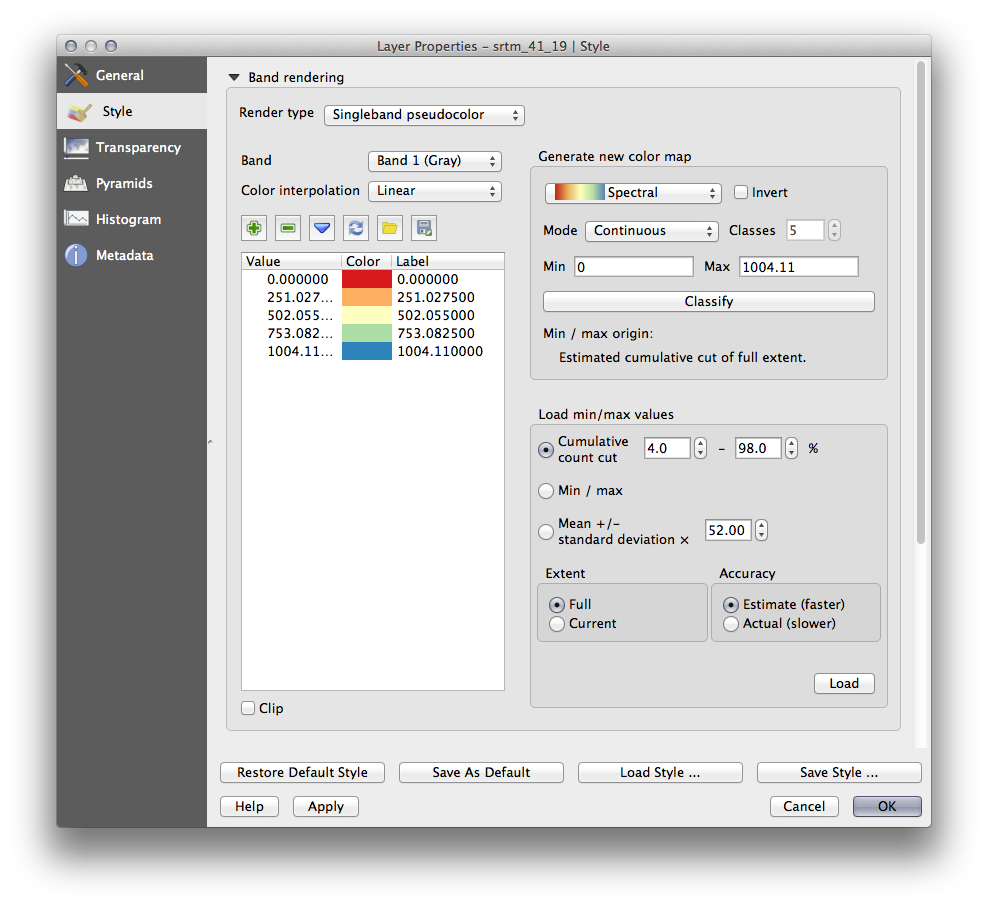 Layer Properties – srtm_41_19 | Style
General
Style
Transparency
Pyramids
Histogram
Metadata
Band rendering
Render type Singleband pseudocolor
Band Band 1 (Gray)
Color interpolation Linear
Value Color Label
0.000000 0.000000
251.027... 251.027500
502.055... 502.055000
753.082... 753.082500
1004.11... 1004.110000
Clip
Generate new color map
Spectral Invert
Mode Continuous Classes 5
Min 0 Max 1004.11
Classify
Min / max origin:
Estimated cumulative cut of full extent.
Load min/max values
Cumulative
count cut 4.0 – 98.0 %
Min / max
Mean +/-
standard deviation × 52.00
Extent Accuracy
Full Estimate (faster)
Current Actual (slower)
Load
Restore Default Style Save As Default Load Style ... Save Style ...
Help Apply Cancel OK